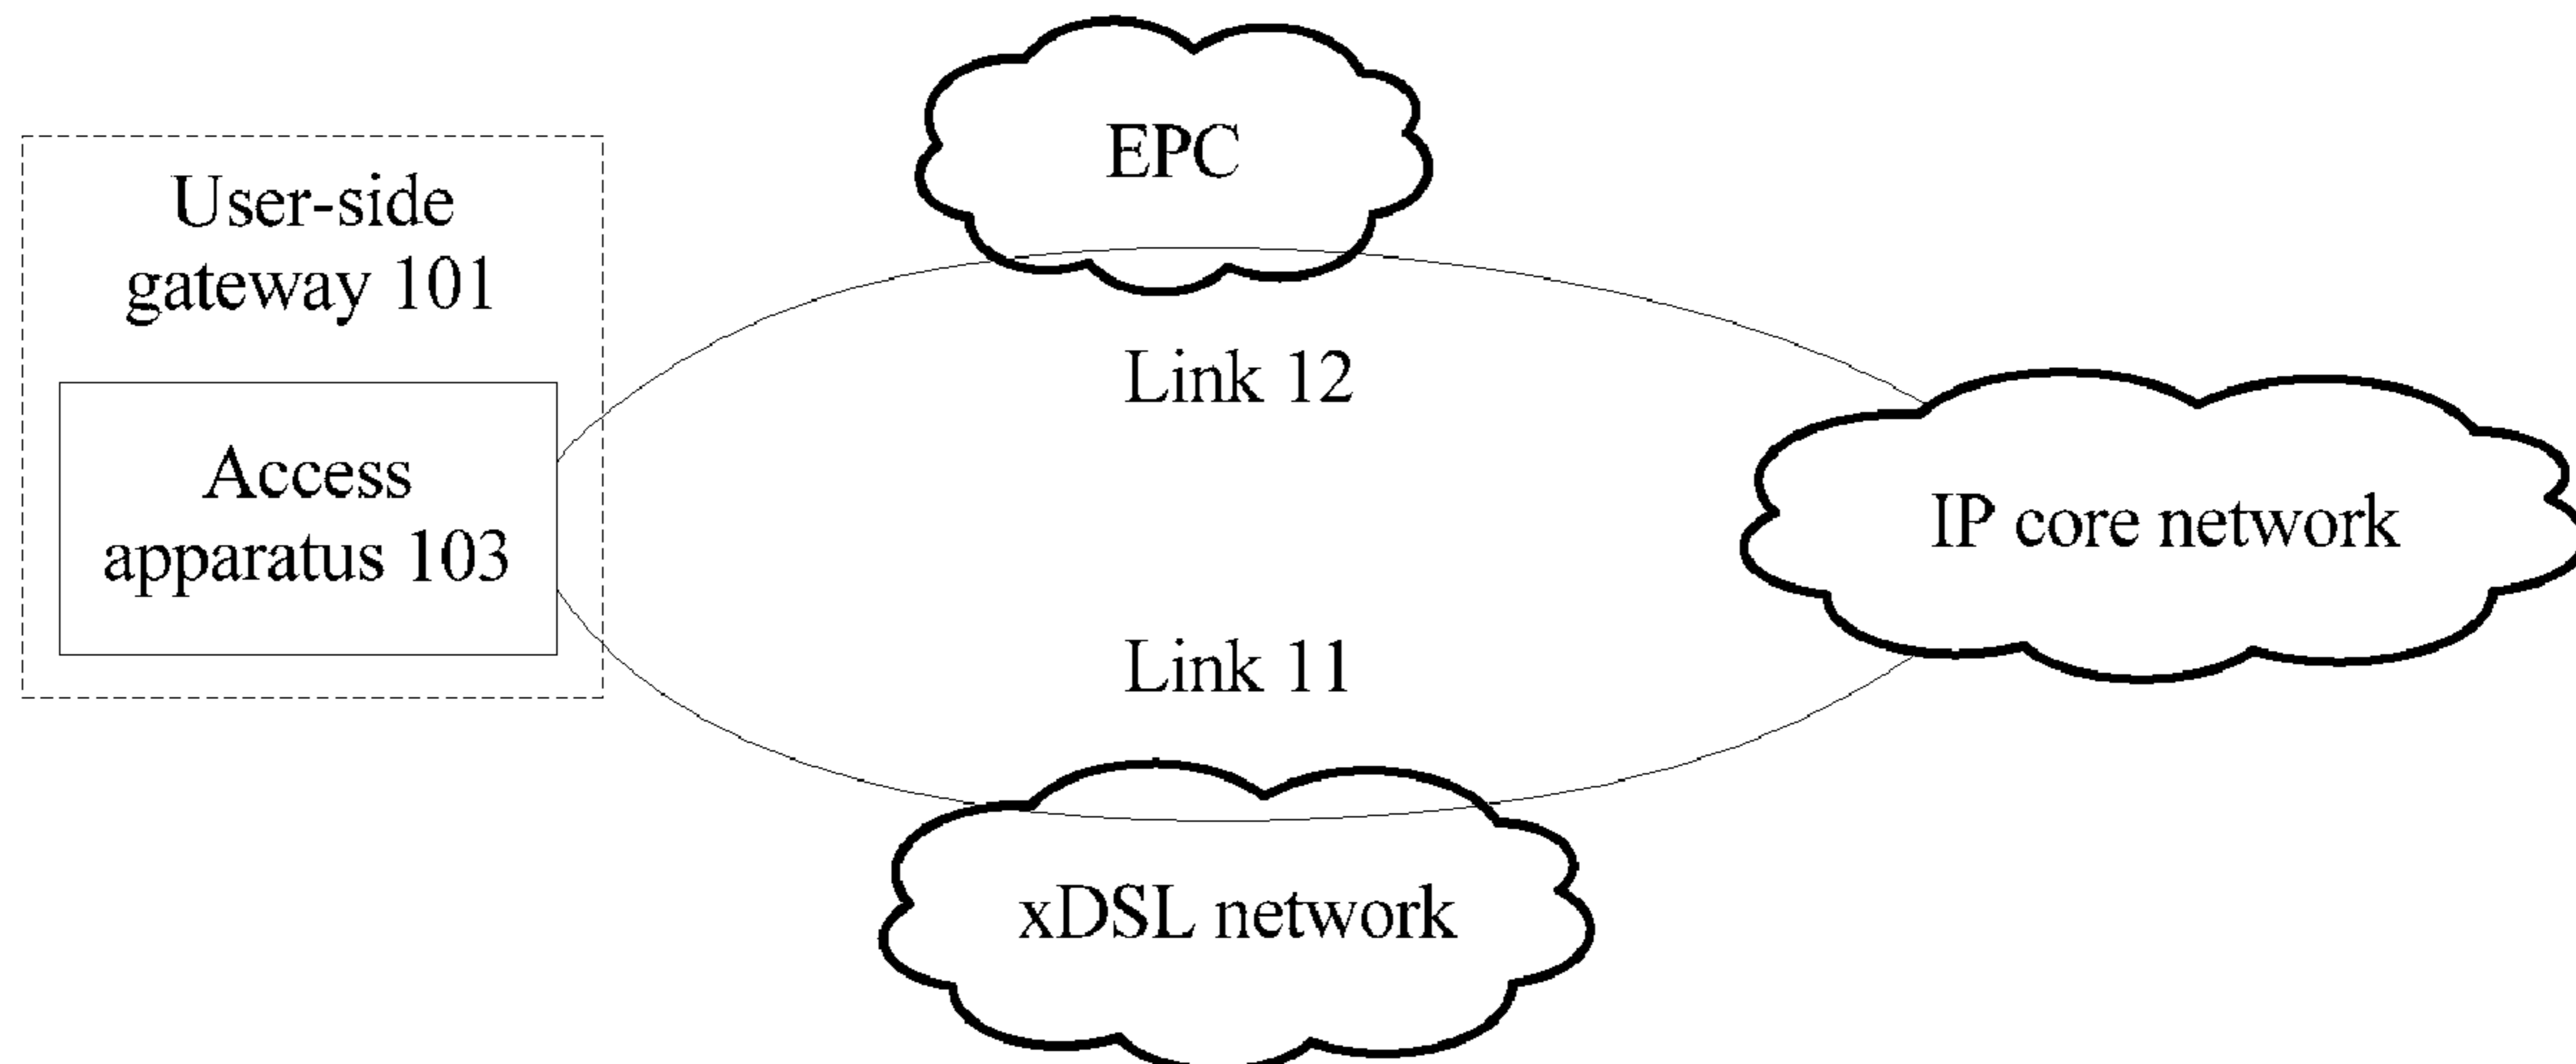 EPC
User-side
gateway 101
Link 12
Access
apparatus 103
IP core network
Link 11
xDSL network